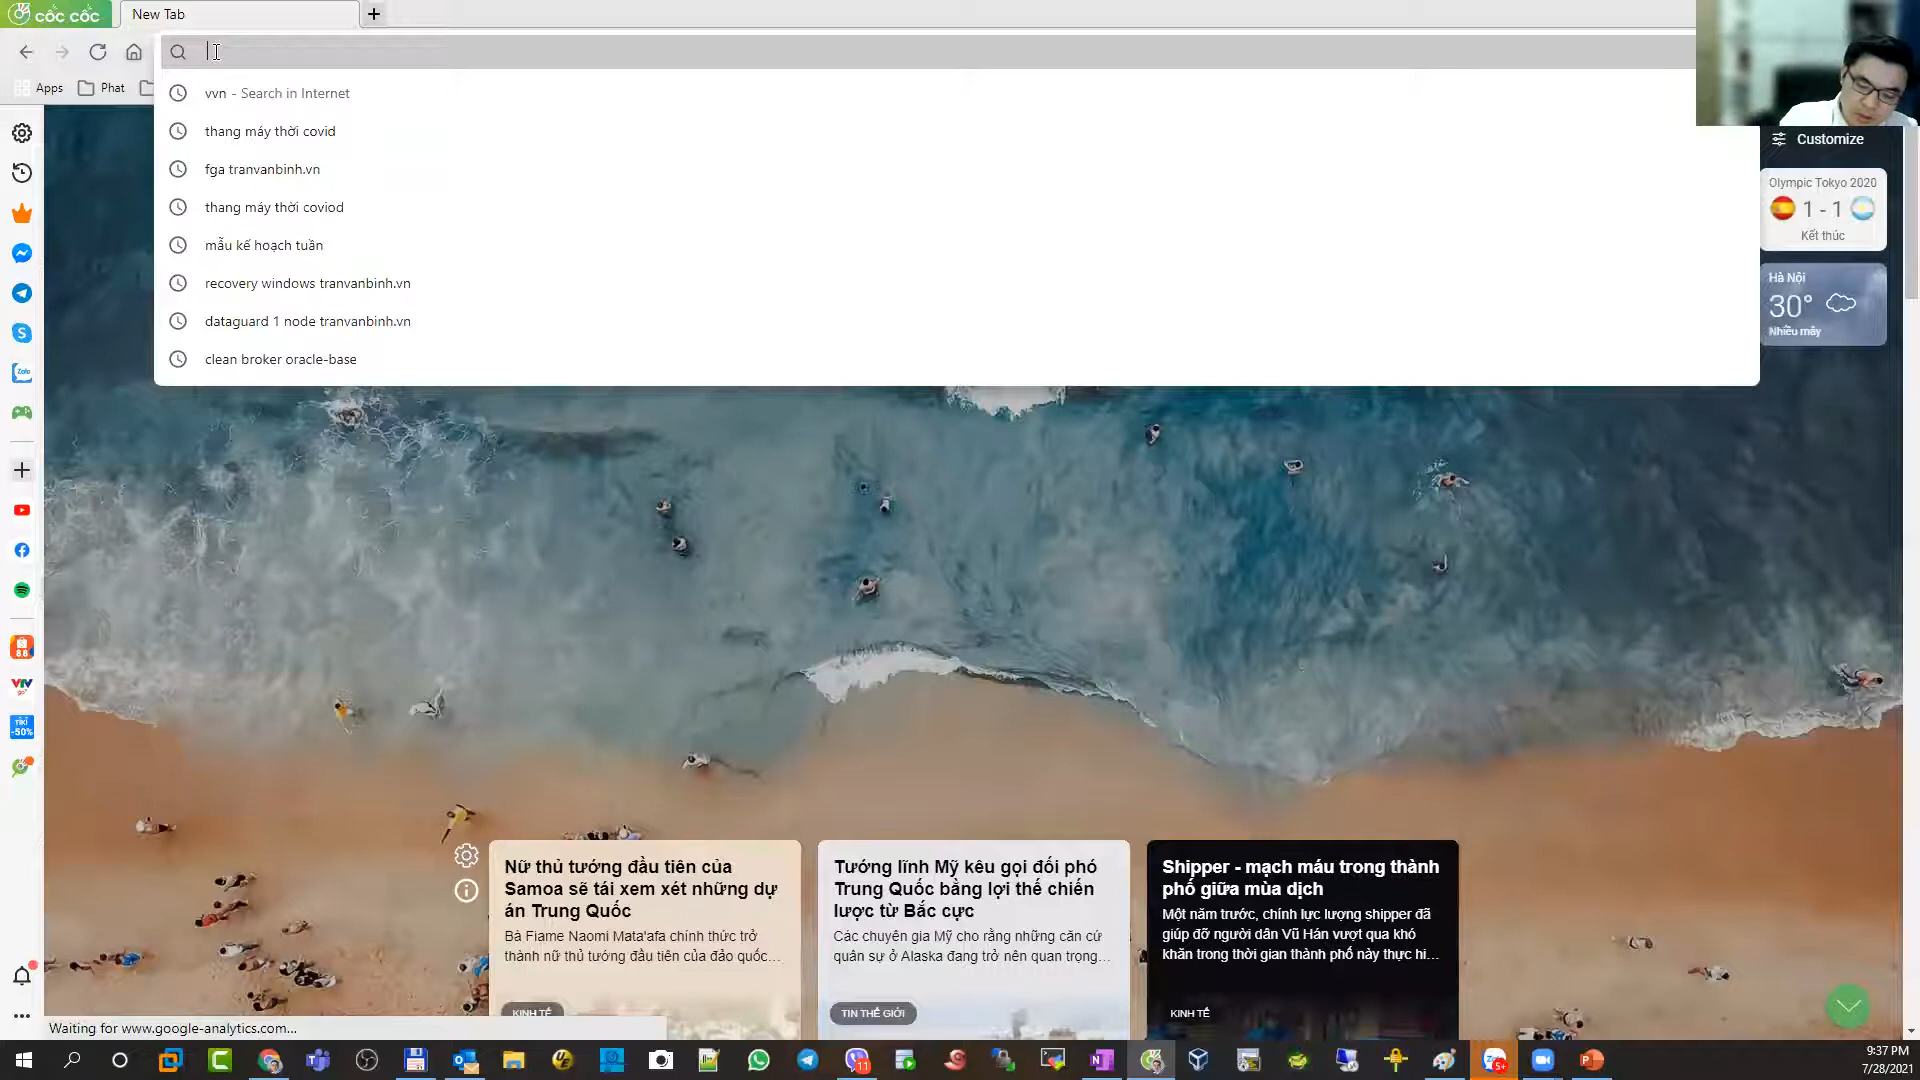 cốc cốc
New Tab
Apps
Phat
vvn - Search in Internet
thang máy thời covid
fga tranvanbinh.vn
thang máy thời coviod
mẫu kế hoạch tuần
recovery windows tranvanbinh.vn
dataguard 1 node tranvanbinh.vn
clean broker oracle-base
Customize
Olympic Tokyo 2020
1 - 1
Kết thúc
Hà Nội
30°
Nhiều mây
Zalo
8.8
VTV
go
TIKI
-50%
Nữ thủ tướng đầu tiên của
Samoa sẽ tái xem xét những dự
án Trung Quốc
Bà Fiame Naomi Mata'afa chính thức trở
thành nữ thủ tướng đầu tiên của đảo quốc...
KINH TẾ
Tướng lĩnh Mỹ kêu gọi đối phó
Trung Quốc bằng lợi thế chiến
lược từ Bắc cực
Các chuyên gia Mỹ cho rằng những căn cứ
quân sự ở Alaska đang trở nên quan trọng...
TIN THẾ GIỚI
Shipper - mạch máu trong thành
phố giữa mùa dịch
Một năm trước, chính lực lượng shipper đã
giúp đỡ người dân Vũ Hán vượt qua khó
khăn trong thời gian thành phố này thực hi...
KINH TẾ
Waiting for www.google-analytics.com...
11
5+
9:37 PM
7/28/2021